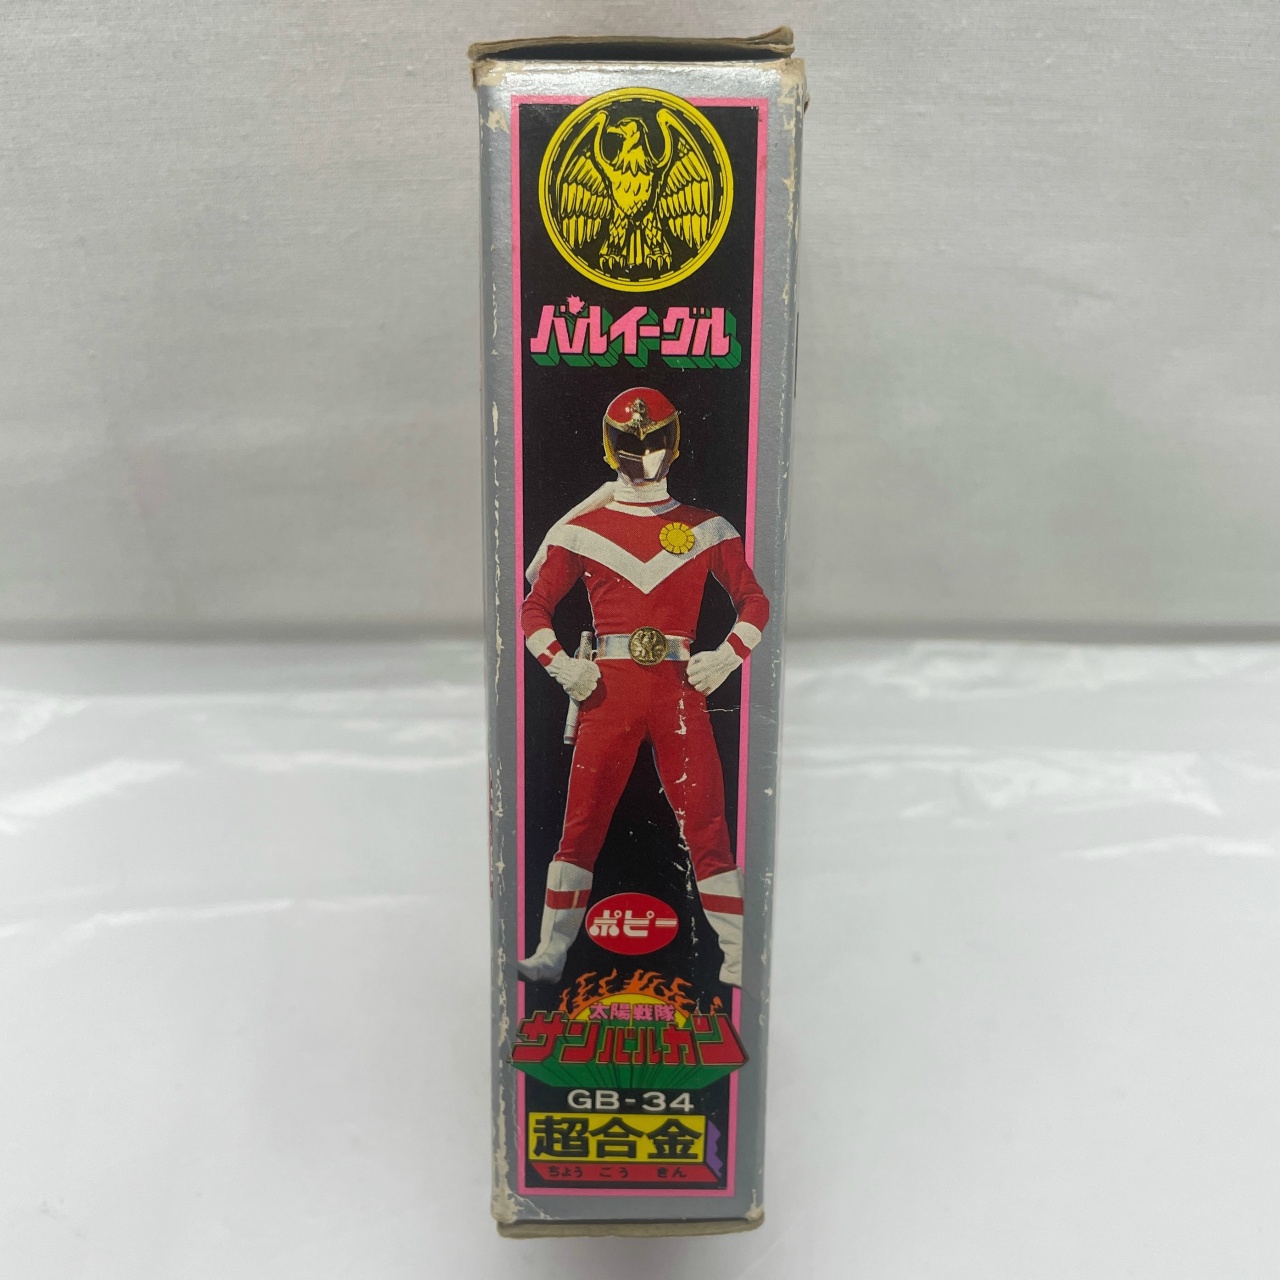 バルイーグル
ポピー
太陽戦隊
サンバルカン
GB-34
超合金
ちょう ごう きん